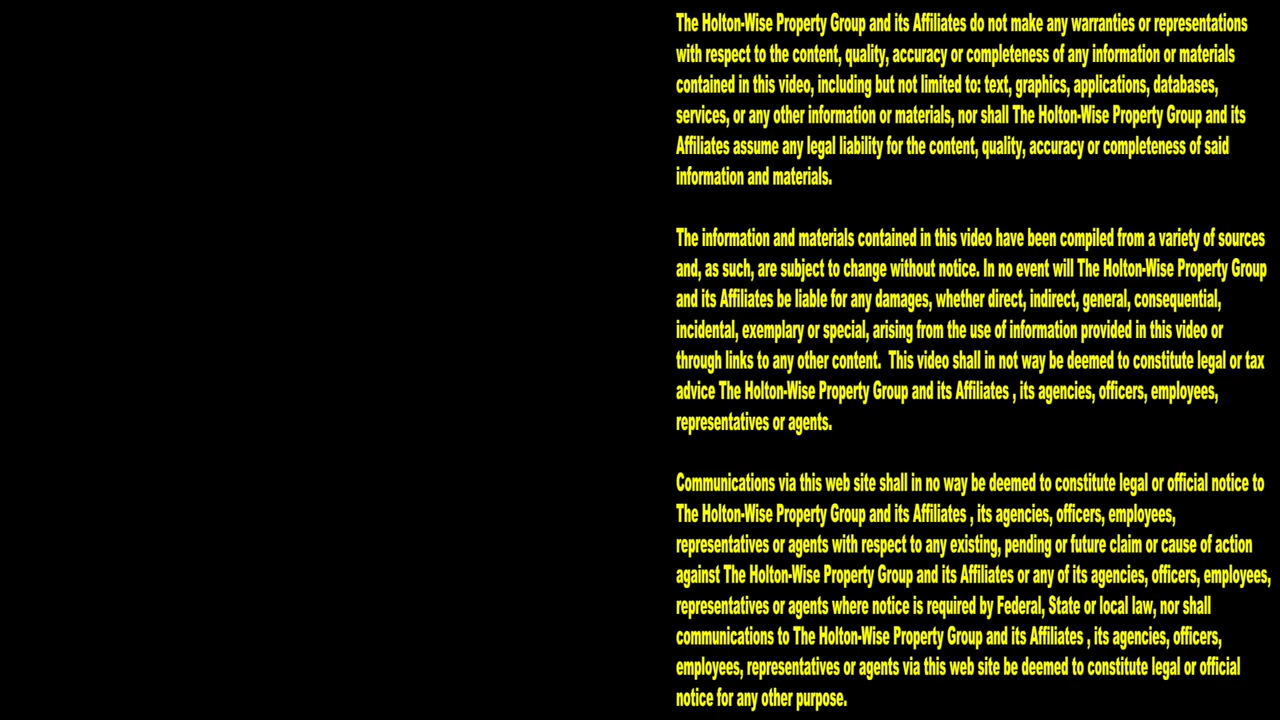 The Holton-Wise Property Group and its Affiliates do not make any warranties or representations
with respect to the content, quality, accuracy or completeness of any information or materials
contained in this video, including but not limited to: text, graphics, applications, databases,
services, or any other information or materials, nor shall The Holton-Wise Property Group and its
Affiliates assume any legal liability for the content, quality, accuracy or completeness of said
information and materials.
The information and materials contained in this video have been compiled from a variety of sources
and, as such, are subject to change without notice. In no event will The Holton-Wise Property Group
and its Affiliates be liable for any damages, whether direct, indirect, general, consequential,
incidental, exemplary or special, arising from the use of information provided in this video or
through links to any other content.  This video shall in not way be deemed to constitute legal or tax
advice The Holton-Wise Property Group and its Affiliates , its agencies, officers, employees,
representatives or agents.
Communications via this web site shall in no way be deemed to constitute legal or official notice to
The Holton-Wise Property Group and its Affiliates , its agencies, officers, employees,
representatives or agents with respect to any existing, pending or future claim or cause of action
against The Holton-Wise Property Group and its Affiliates or any of its agencies, officers, employees,
representatives or agents where notice is required by Federal, State or local law, nor shall
communications to The Holton-Wise Property Group and its Affiliates , its agencies, officers,
employees, representatives or agents via this web site be deemed to constitute legal or official
notice for any other purpose.